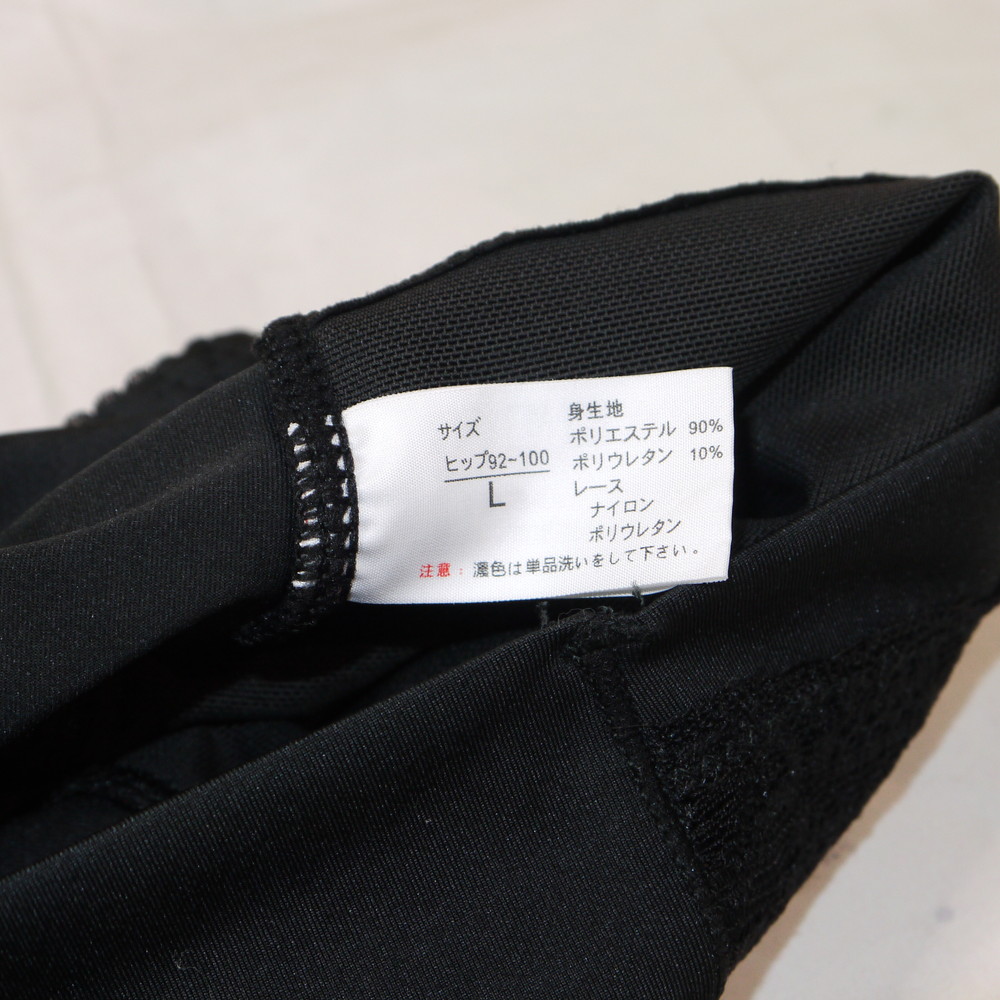 サイズ
ヒップ92~100
L
身生地
ポリエステル 90%
ポリウレタン 10%
レース
ナイロン
ポリウレタン
注意：濃色は単品洗いをして下さい。